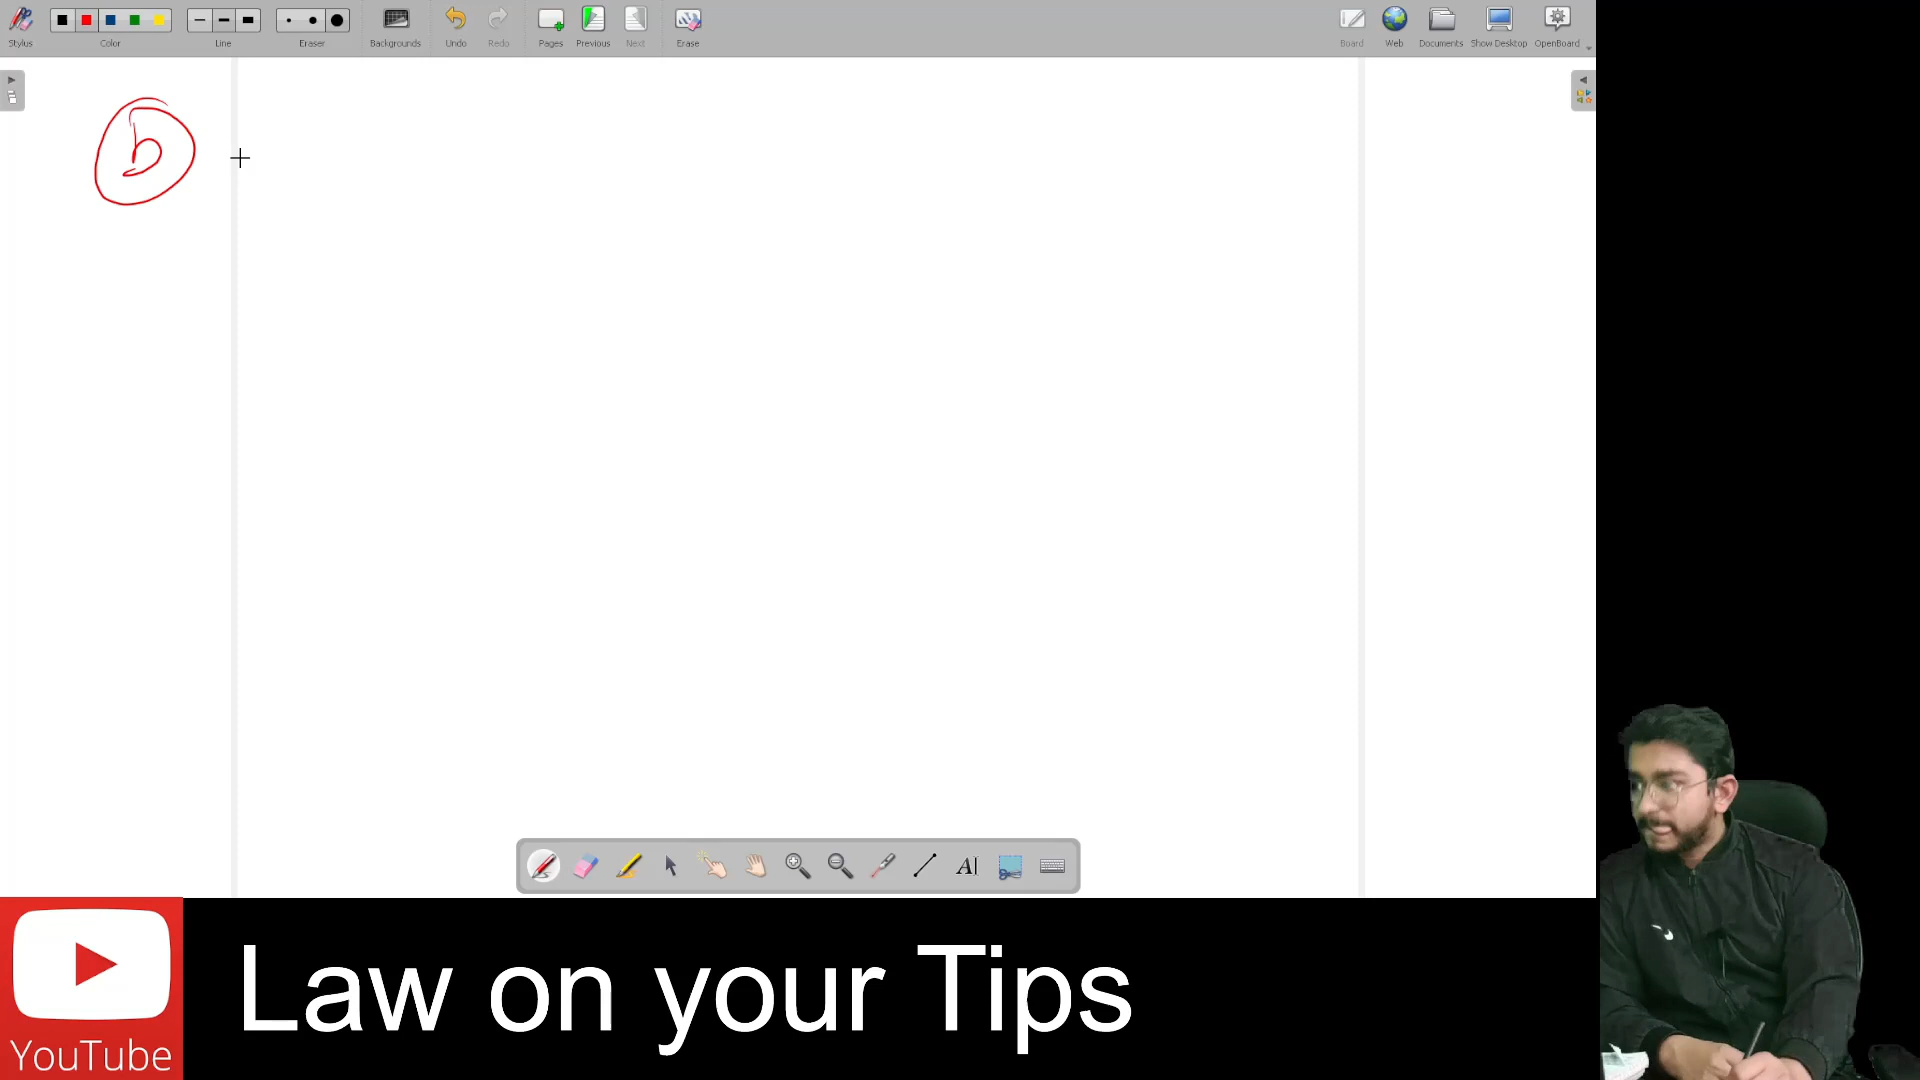 Stylus Color Line Eraser Backgrounds Undo Redo Pages Previous Next Erase Board Web Documents Show Desktop OpenBoard
b
A
Law on your Tips
YouTube